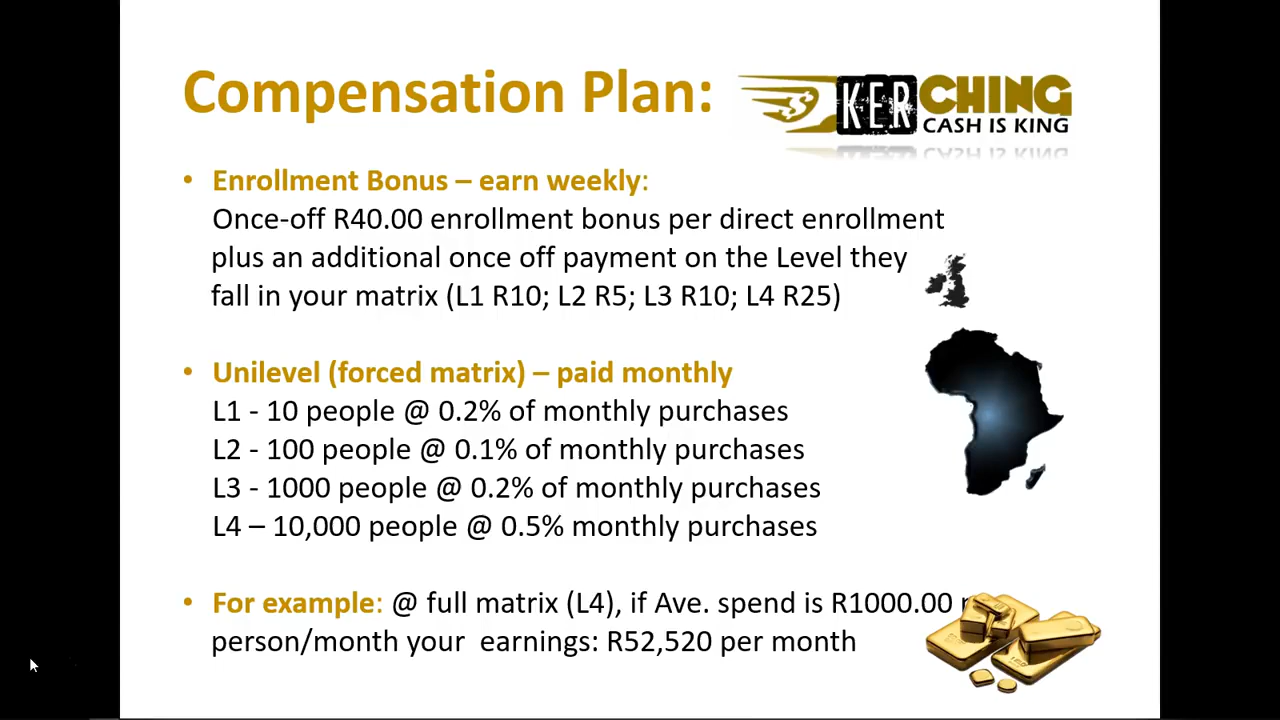 Compensation Plan:
KERCHING
CASH IS KING
• Enrollment Bonus – earn weekly:
Once-off R40.00 enrollment bonus per direct enrollment
plus an additional once off payment on the Level they
fall in your matrix (L1 R10; L2 R5; L3 R10; L4 R25)
• Unilevel (forced matrix) – paid monthly
L1 - 10 people @ 0.2% of monthly purchases
L2 - 100 people @ 0.1% of monthly purchases
L3 - 1000 people @ 0.2% of monthly purchases
L4 – 10,000 people @ 0.5% monthly purchases
• For example: @ full matrix (L4), if Ave. spend is R1000.00
person/month your earnings: R52,520 per month